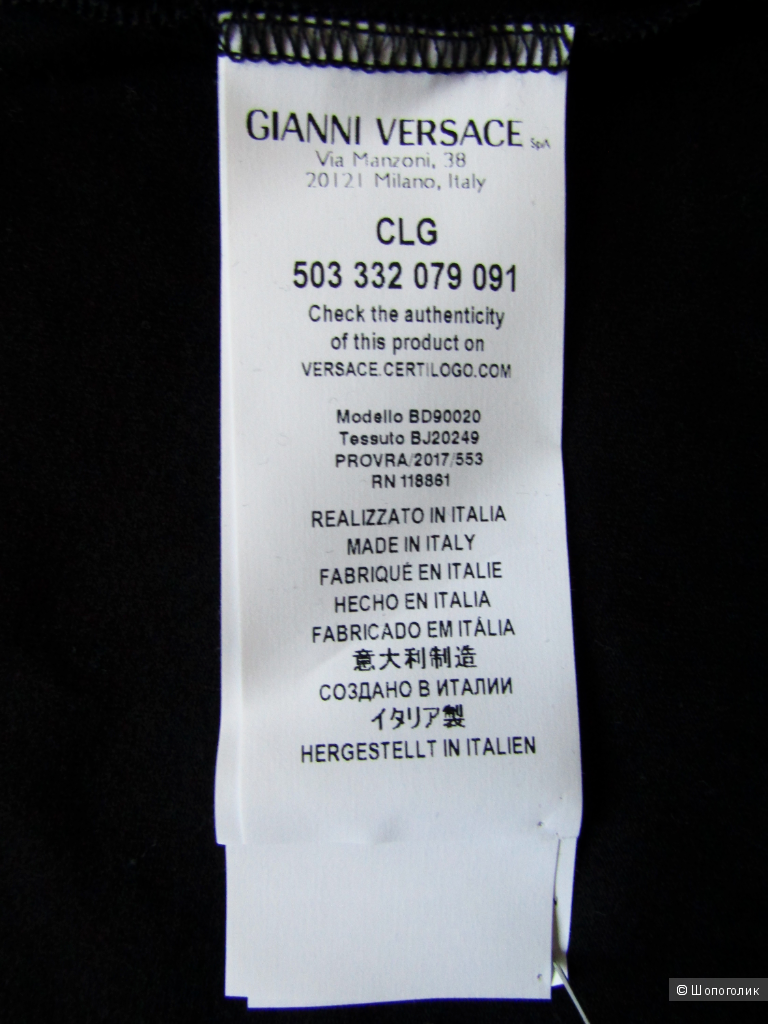 GIANNI VERSACE SpA
Via Manzoni, 38
20121 Milano, Italy
CLG
503 332 079 091
Check the authenticity
of this product on
VERSACE.CERTILOGO.COM
Modello BD90020
Tessuto BJ20249
PROVRA/2017/553
RN 118861
REALIZZATO IN ITALIA
MADE IN ITALY
FABRIQUÉ EN ITALIE
HECHO EN ITALIA
FABRICADO EM ITÁLIA
意大利制造
СОЗДАНО В ИТАЛИИ
イタリア製
HERGESTELLT IN ITALIEN
© Шопоголик